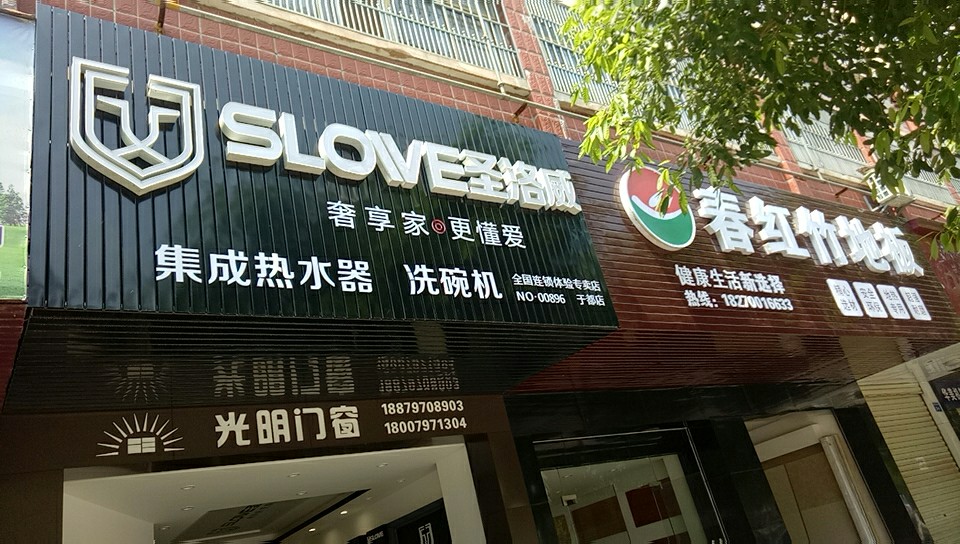 SLOWE圣洛威
奢享家 更懂爱
集成热水器 洗碗机
全国连锁体验专卖店
NO·00896 于都店
春红竹地板
健康生活新选择
热线：18270016633
光明门窗
18879708903
18007971304